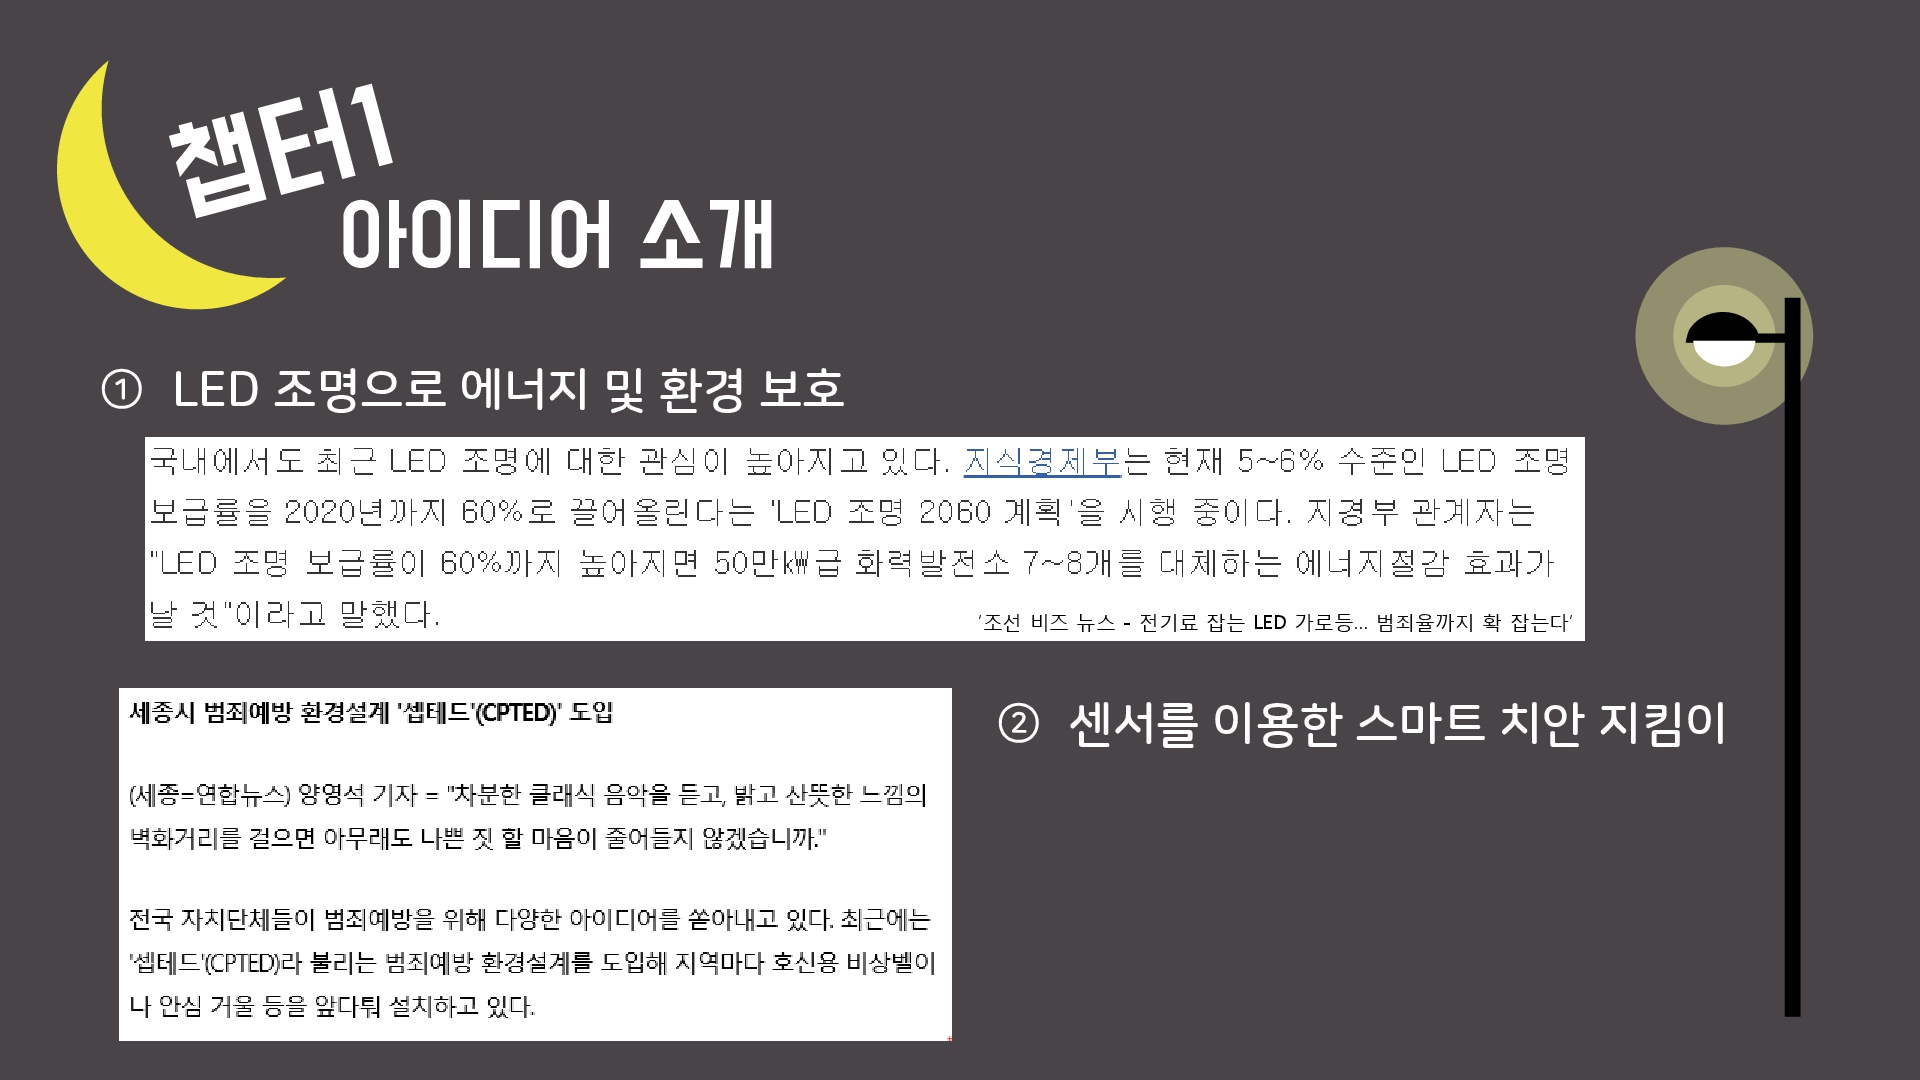 챕터1
아이디어 소개
① LED 조명으로 에너지 및 환경 보호
국내에서도 최근 LED 조명에 대한 관심이 높아지고 있다. 지식경제부는 현재 5~6% 수준인 LED 조명
보급률을 2020년까지 60%로 끌어올린다는 'LED 조명 2060 계획'을 시행 중이다. 지경부 관계자는
"LED 조명 보급률이 60%까지 높아지면 50만㎾급 화력발전소 7~8개를 대체하는 에너지절감 효과가
날 것"이라고 말했다.
'조선 비즈 뉴스 - 전기료 잡는 LED 가로등... 범죄율까지 확 잡는다'
세종시 범죄예방 환경설계 '셉테드'(CPTED)' 도입
(세종=연합뉴스) 양영석 기자 = "차분한 클래식 음악을 듣고, 밝고 산뜻한 느낌의
벽화거리를 걸으면 아무래도 나쁜 짓 할 마음이 줄어들지 않겠습니까."
전국 자치단체들이 범죄예방을 위해 다양한 아이디어를 쏟아내고 있다. 최근에는
'셉테드'(CPTED)라 불리는 범죄예방 환경설계를 도입해 지역마다 호신용 비상벨이
나 안심 거울 등을 앞다퉈 설치하고 있다.
② 센서를 이용한 스마트 치안 지킴이